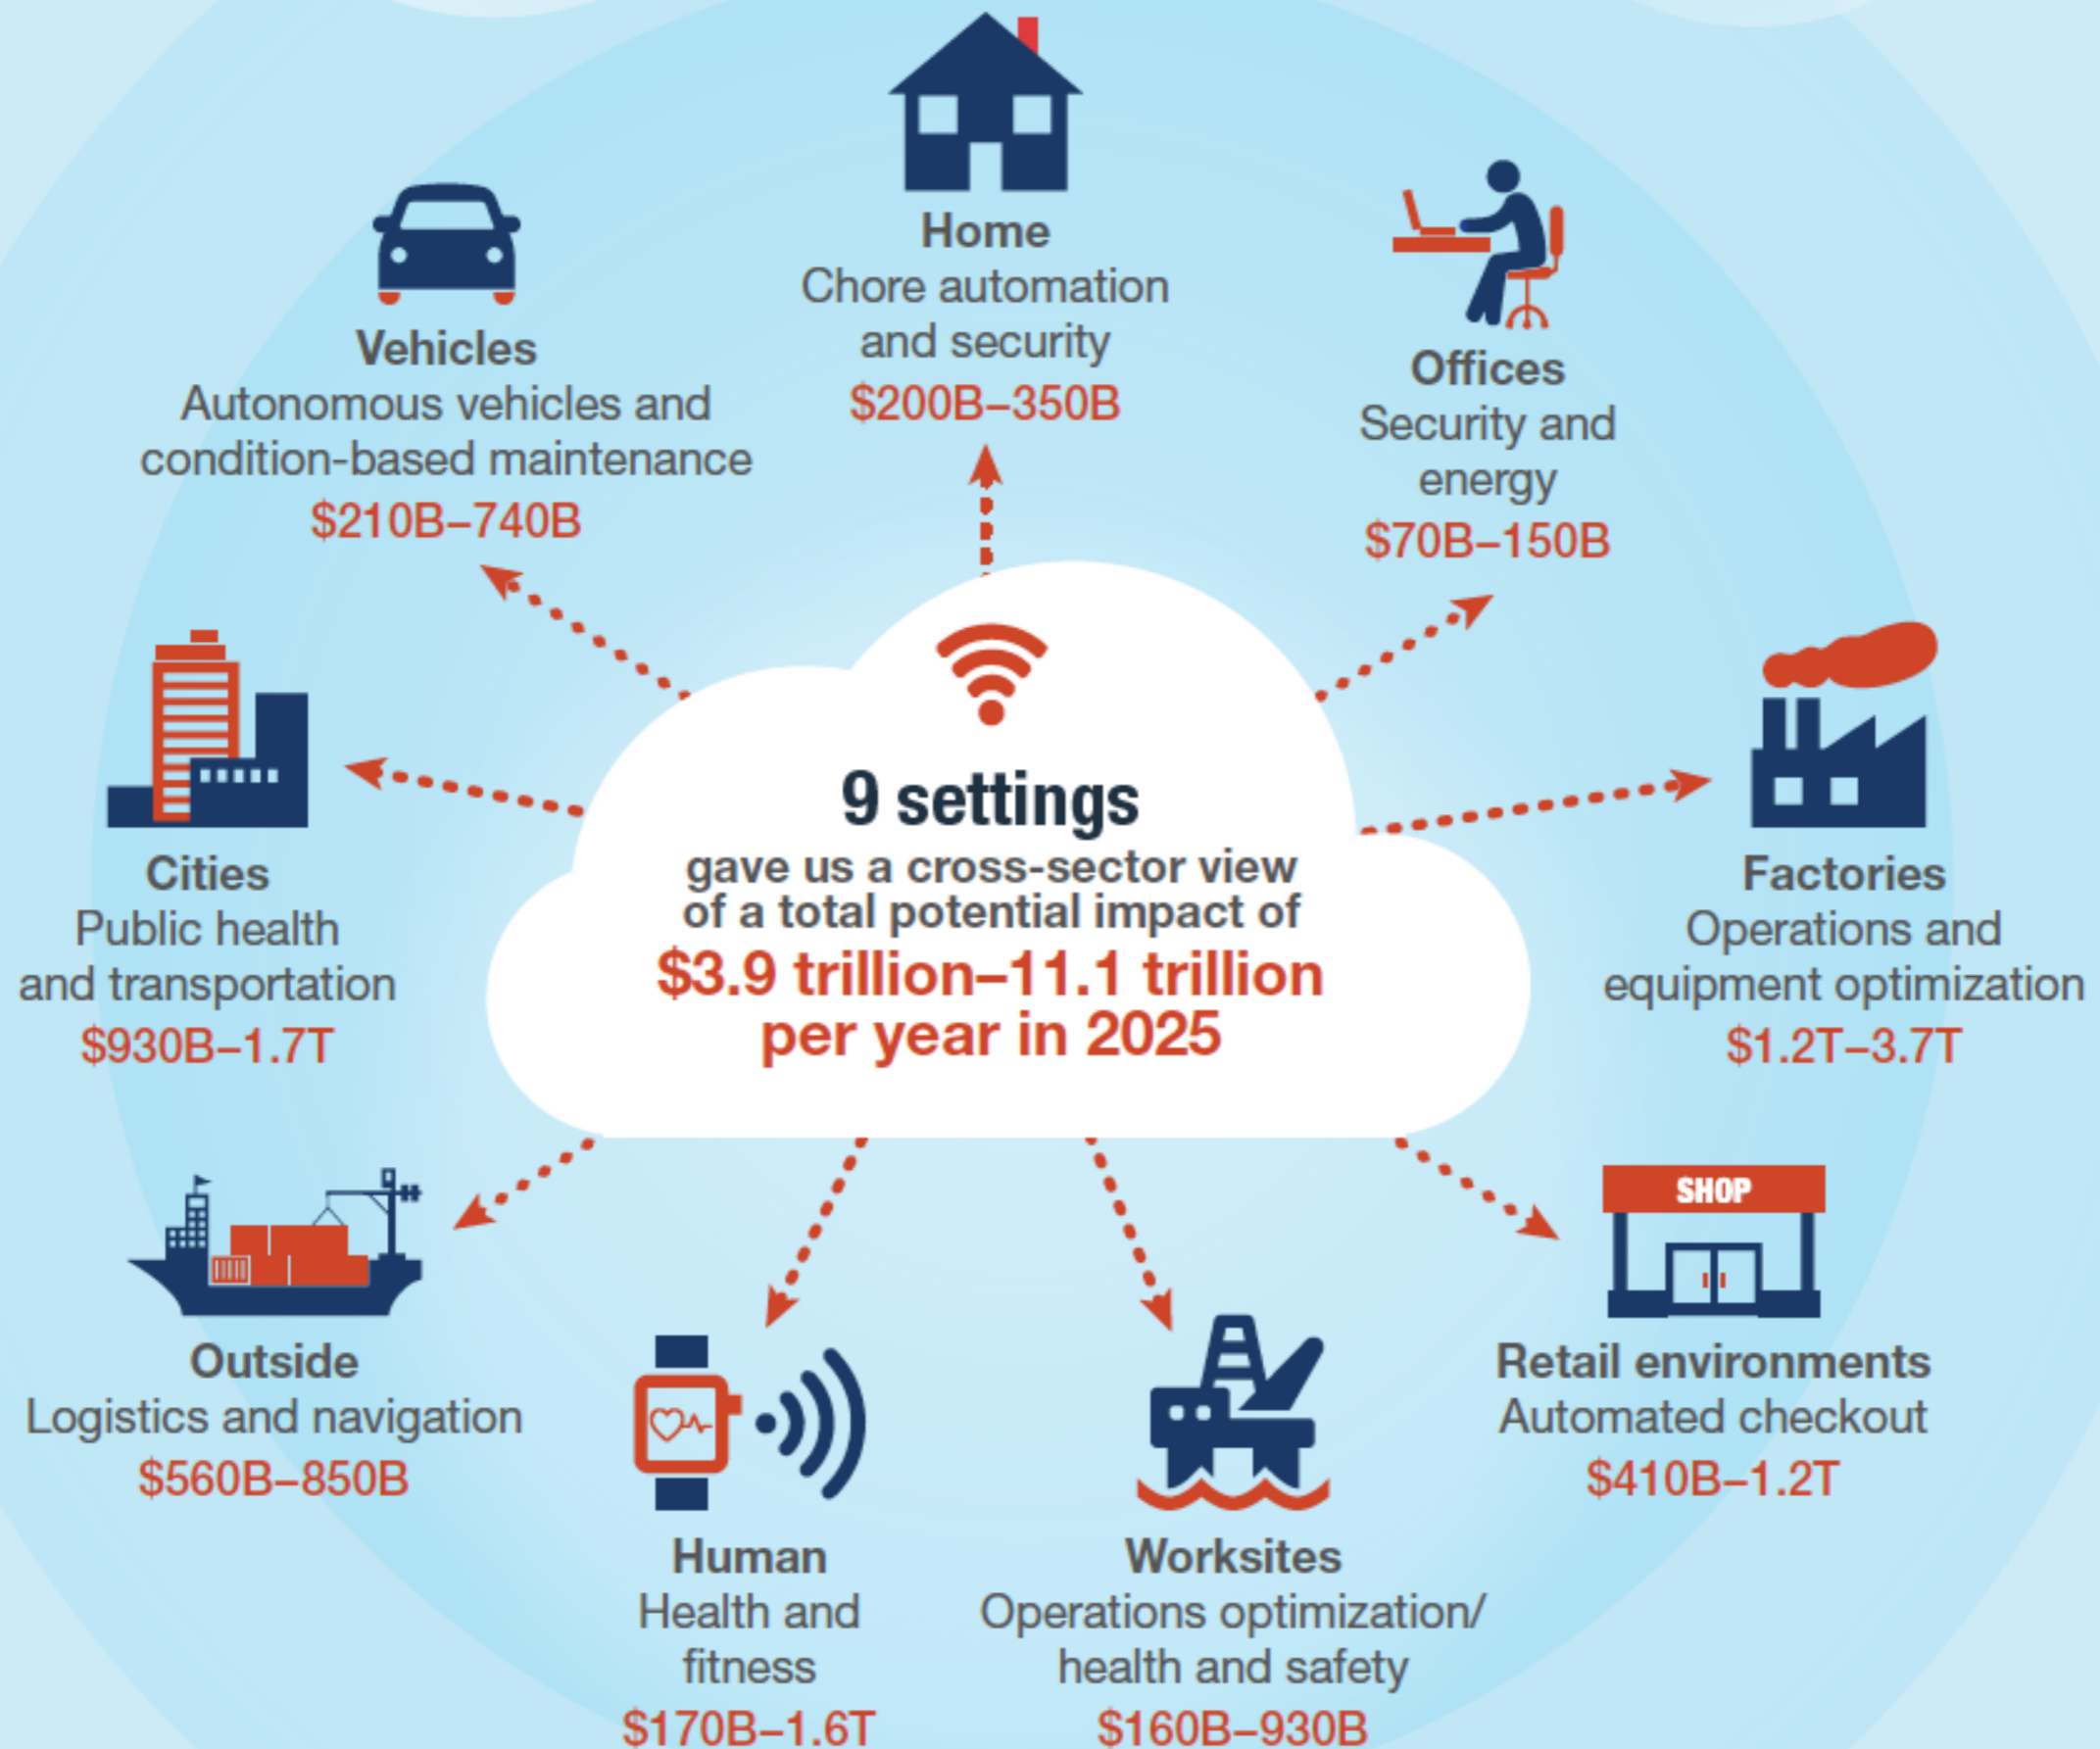 Home
Chore automation
and security
$200B–350B
Vehicles
Autonomous vehicles and
condition-based maintenance
$210B–740B
Offices
Security and
energy
$70B–150B
9 settings
gave us a cross-sector view
of a total potential impact of
$3.9 trillion–11.1 trillion
per year in 2025
Cities
Public health
and transportation
$930B–1.7T
Factories
Operations and
equipment optimization
$1.2T–3.7T
Outside
Logistics and navigation
$560B–850B
SHOP
Retail environments
Automated checkout
$410B–1.2T
Human
Health and
fitness
$170B–1.6T
Worksites
Operations optimization/
health and safety
$160B–930B